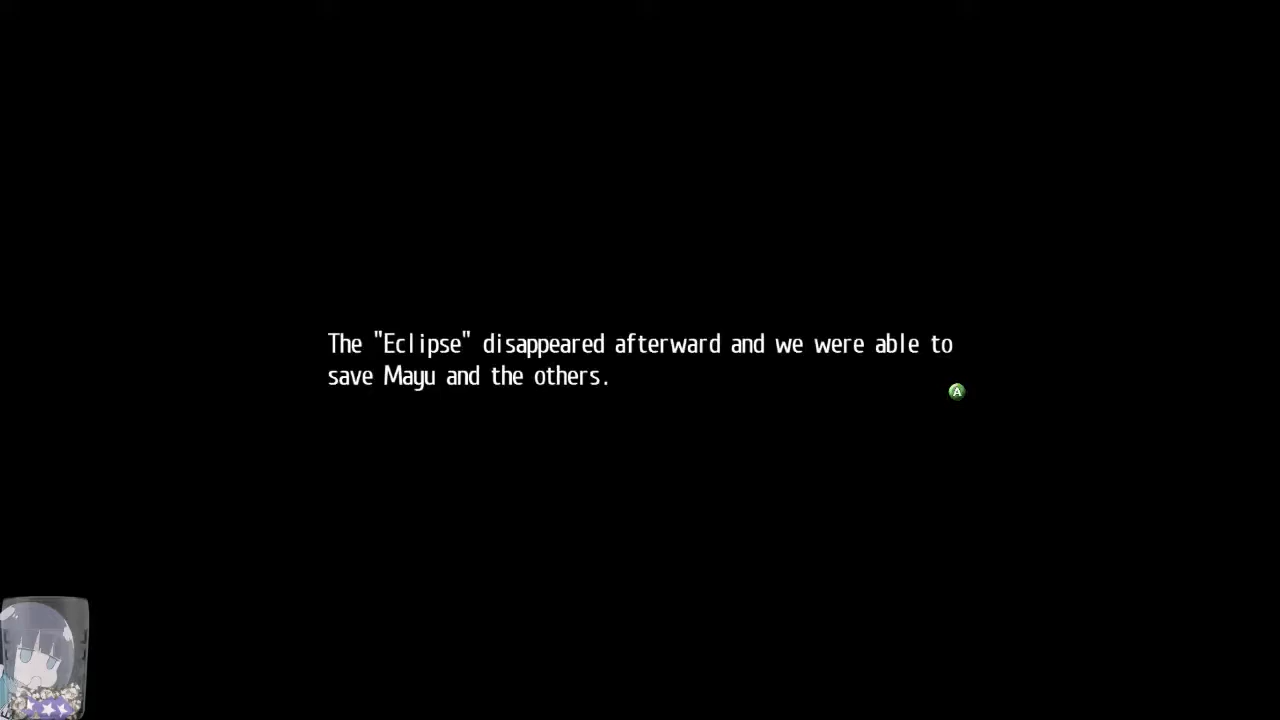 The "Eclipse" disappeared afterward and we were able to
save Mayu and the others.
A